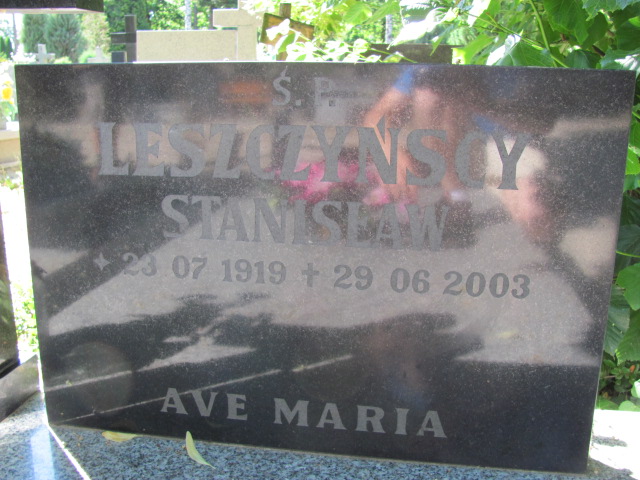 Ś. P.
LESZCZYŃSCY
STANISŁAW
✶ 23 07 1919 + 29 06 2003
AVE MARIA